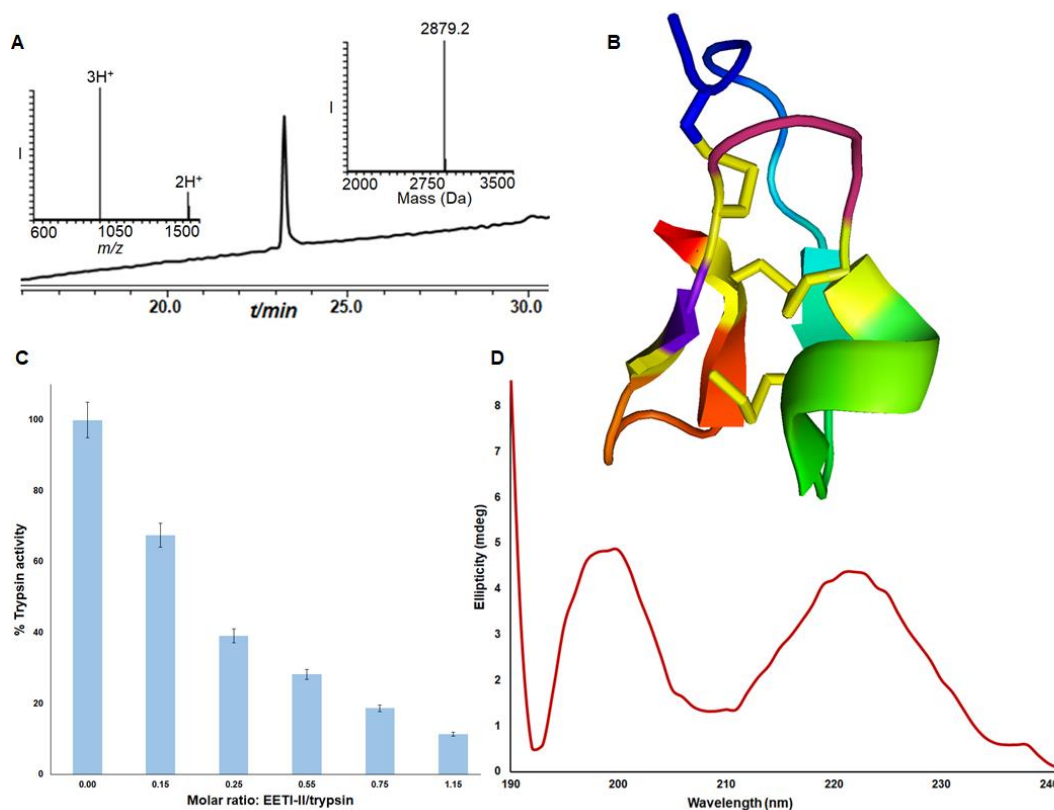 A
3H⁺
I
2H⁺
600 1050 1500
m/z
2879.2
I
2000 2750 3500
Mass (Da)
20.0 25.0 30.0
t/min
B
C
% Trypsin activity
100
80
60
40
20
0
0.00 0.15 0.25 0.55 0.75 1.15
Molar ratio: EETI-II/trypsin
D
Ellipticity (mdeg)
8
7
6
5
4
3
2
1
0
190 200 210 220 230 240
Wavelength (nm)